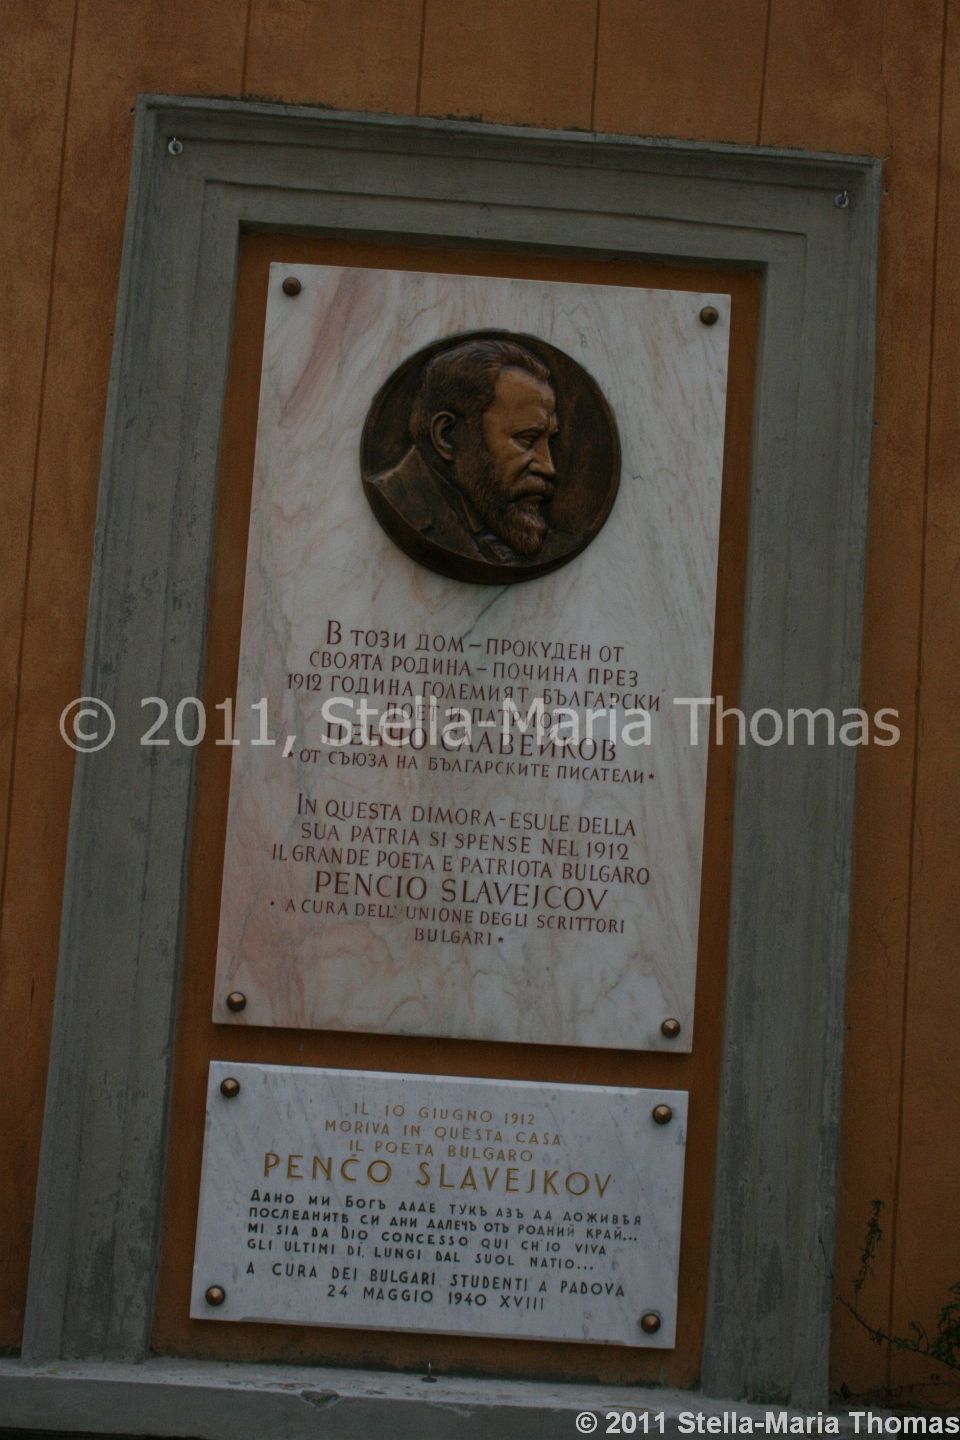 В ТОЗИ ДОМ – ПРОКУДЕН ОТ
СВОЯТА РОДИНА – ПОЧИНА ПРЕЗ
1912 ГОДИНА ГОЛЕМИЯТ БЪЛГАРСКИ
ПОЕТ И ПАТРИОТ
ПЕНЧО СЛАВЕЙКОВ
• ОТ СЪЮЗА НА БЪЛГАРСКИТЕ ПИСАТЕЛИ •
© 2011, Stella-Maria Thomas
IN QUESTA DIMORA - ESULE DELLA
SUA PATRIA SI SPENSE NEL 1912
IL GRANDE POETA E PATRIOTA BULGARO
PENCIO SLAVEJCOV
• A CURA DELL' UNIONE DEGLI SCRITTORI
BULGARI •
IL 10 GIUGNO 1912
MORIVA IN QUESTA CASA
IL POETA BULGARO
PENČO SLAVEJKOV
ДАНО МИ БОГЪ ДАДЕ ТУКЪ АЗЪ ДА ДОЖИВѢЯ
ПОСЛЕДНИТѢ СИ ДНИ ДАЛЕЧЪ ОТЪ РОДНИЙ КРАЙ...
MI SIA DA DIO CONCESSO QUI CH'IO VIVA
GLI ULTIMI DÌ, LUNGI DAL SUOL NATIO...
A CURA DEI BULGARI STUDENTI A PADOVA
24 MAGGIO 1940 XVIII
© 2011 Stella-Maria Thomas